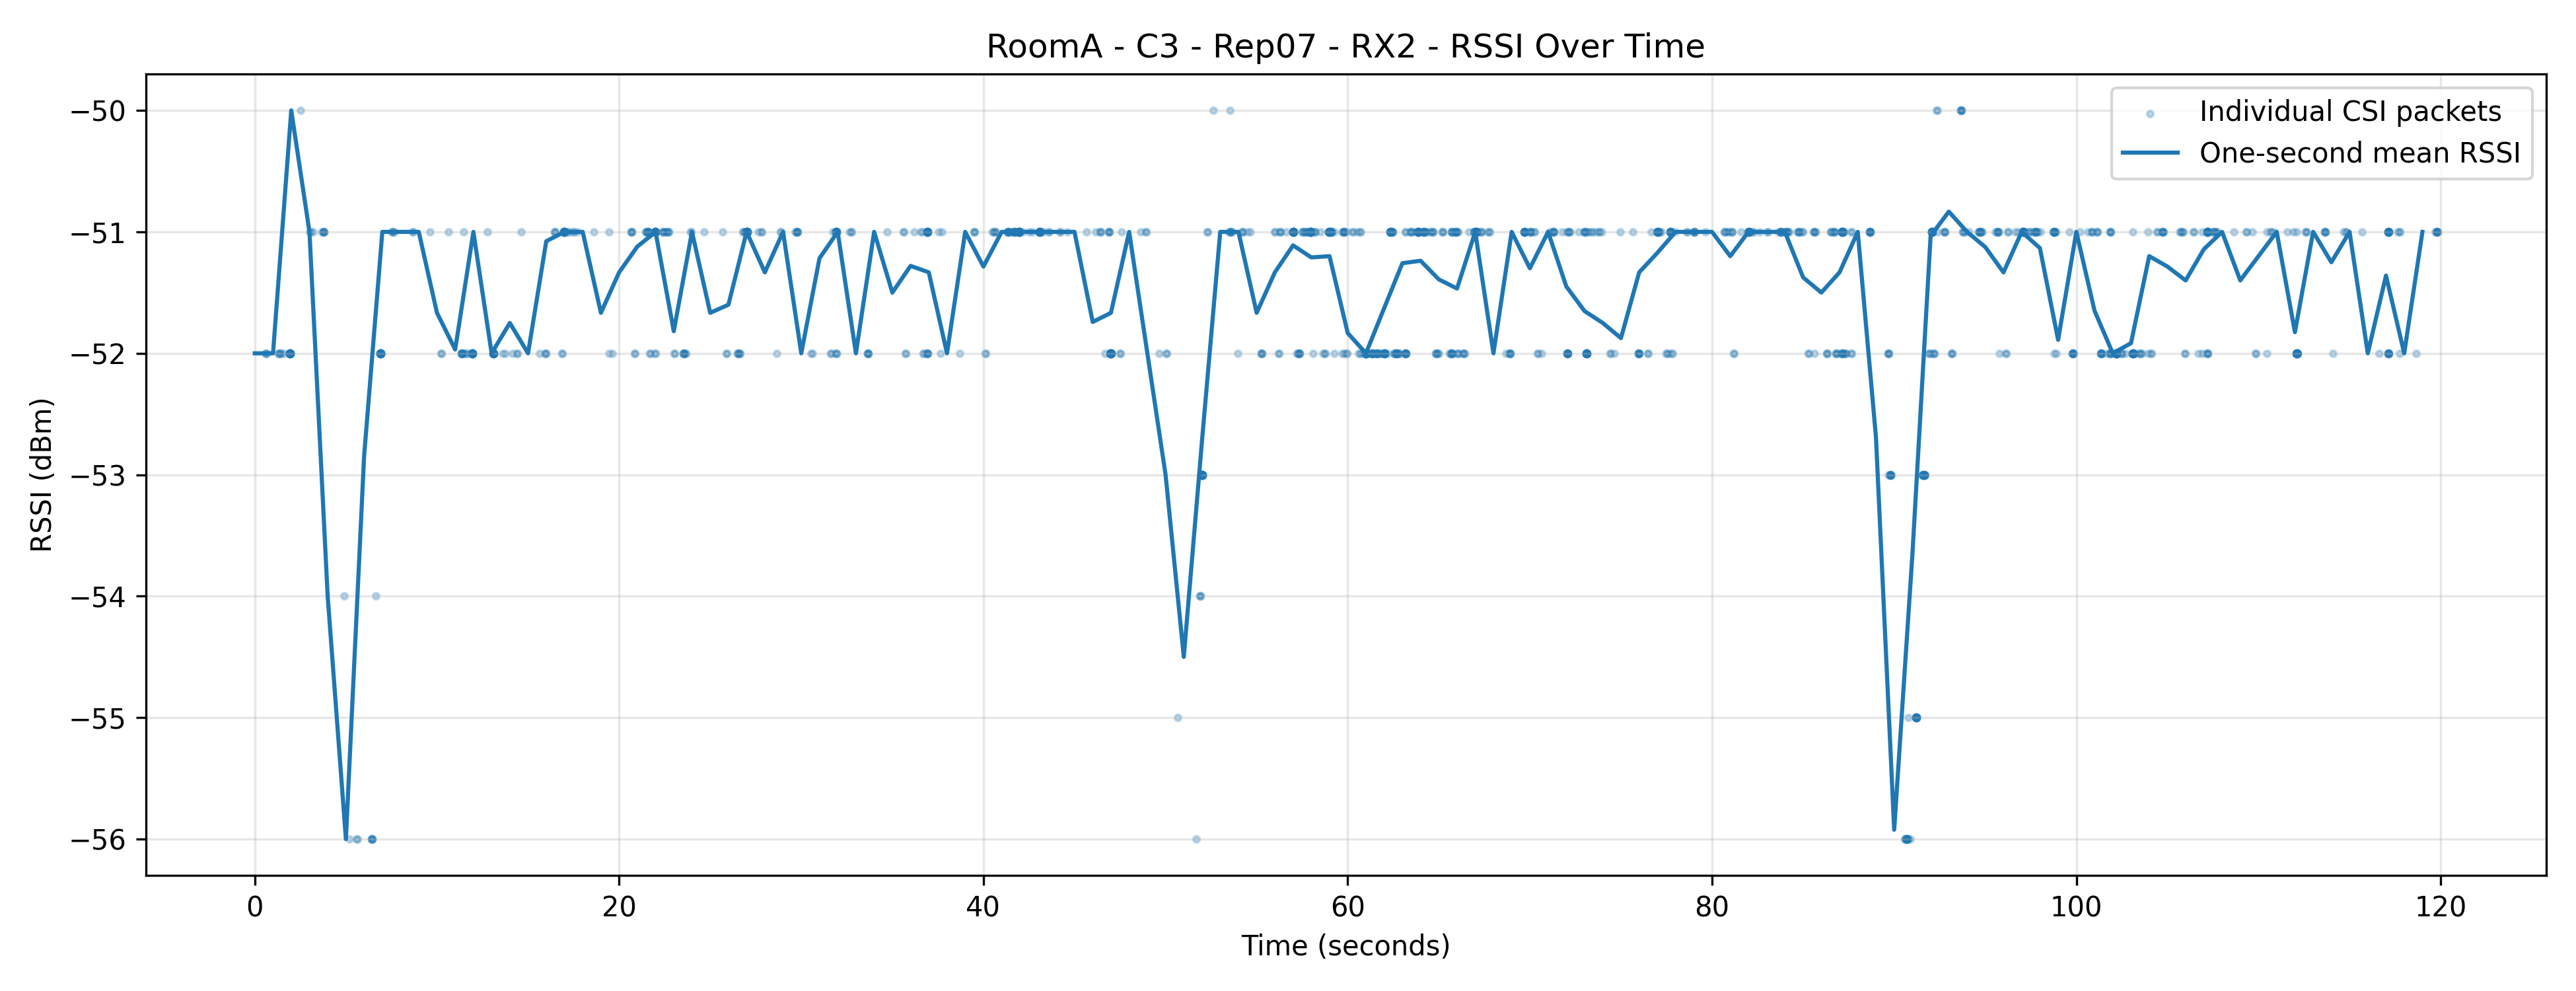 RoomA - C3 - Rep07 - RX2 - RSSI Over Time
Individual CSI packets
One-second mean RSSI
RSSI (dBm)
−50
−51
−52
−53
−54
−55
−56
0 20 40 60 80 100 120
Time (seconds)